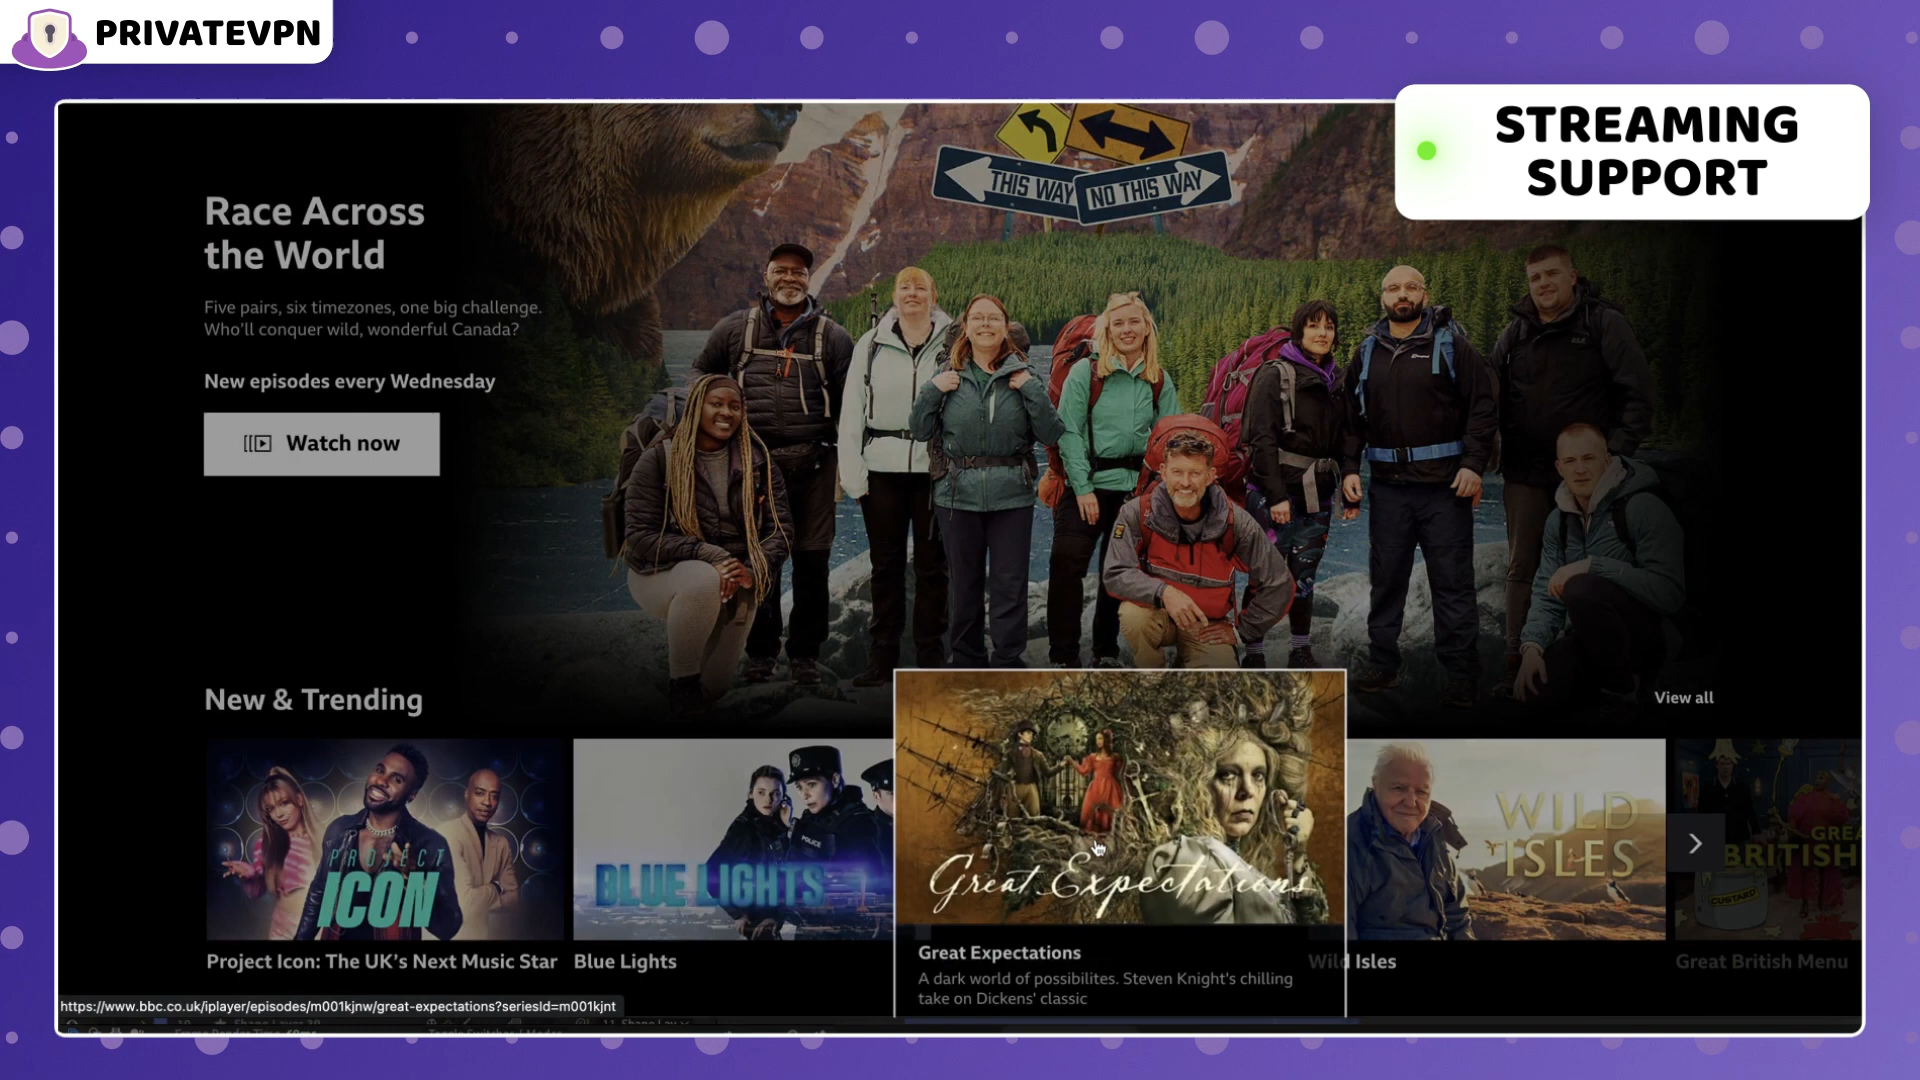 PRIVATEVPN
STREAMING
SUPPORT
THIS WAY
NO THIS WAY
Race Across
the World
Five pairs, six timezones, one big challenge.
Who'll conquer wild, wonderful Canada?
New episodes every Wednesday
Watch now
New & Trending
View all
PROJECT
ICON
POLICE
BLUE LIGHTS
Great Expectations
WILD
ISLES
BRITISH
CUSTARD
Project Icon: The UK's Next Music Star
Blue Lights
Great Expectations
A dark world of possibilites. Steven Knight's chilling
take on Dickens' classic
Wild Isles
Great British Menu
https://www.bbc.co.uk/iplayer/episodes/m001kjnw/great-expectations?seriesId=m001kjnt